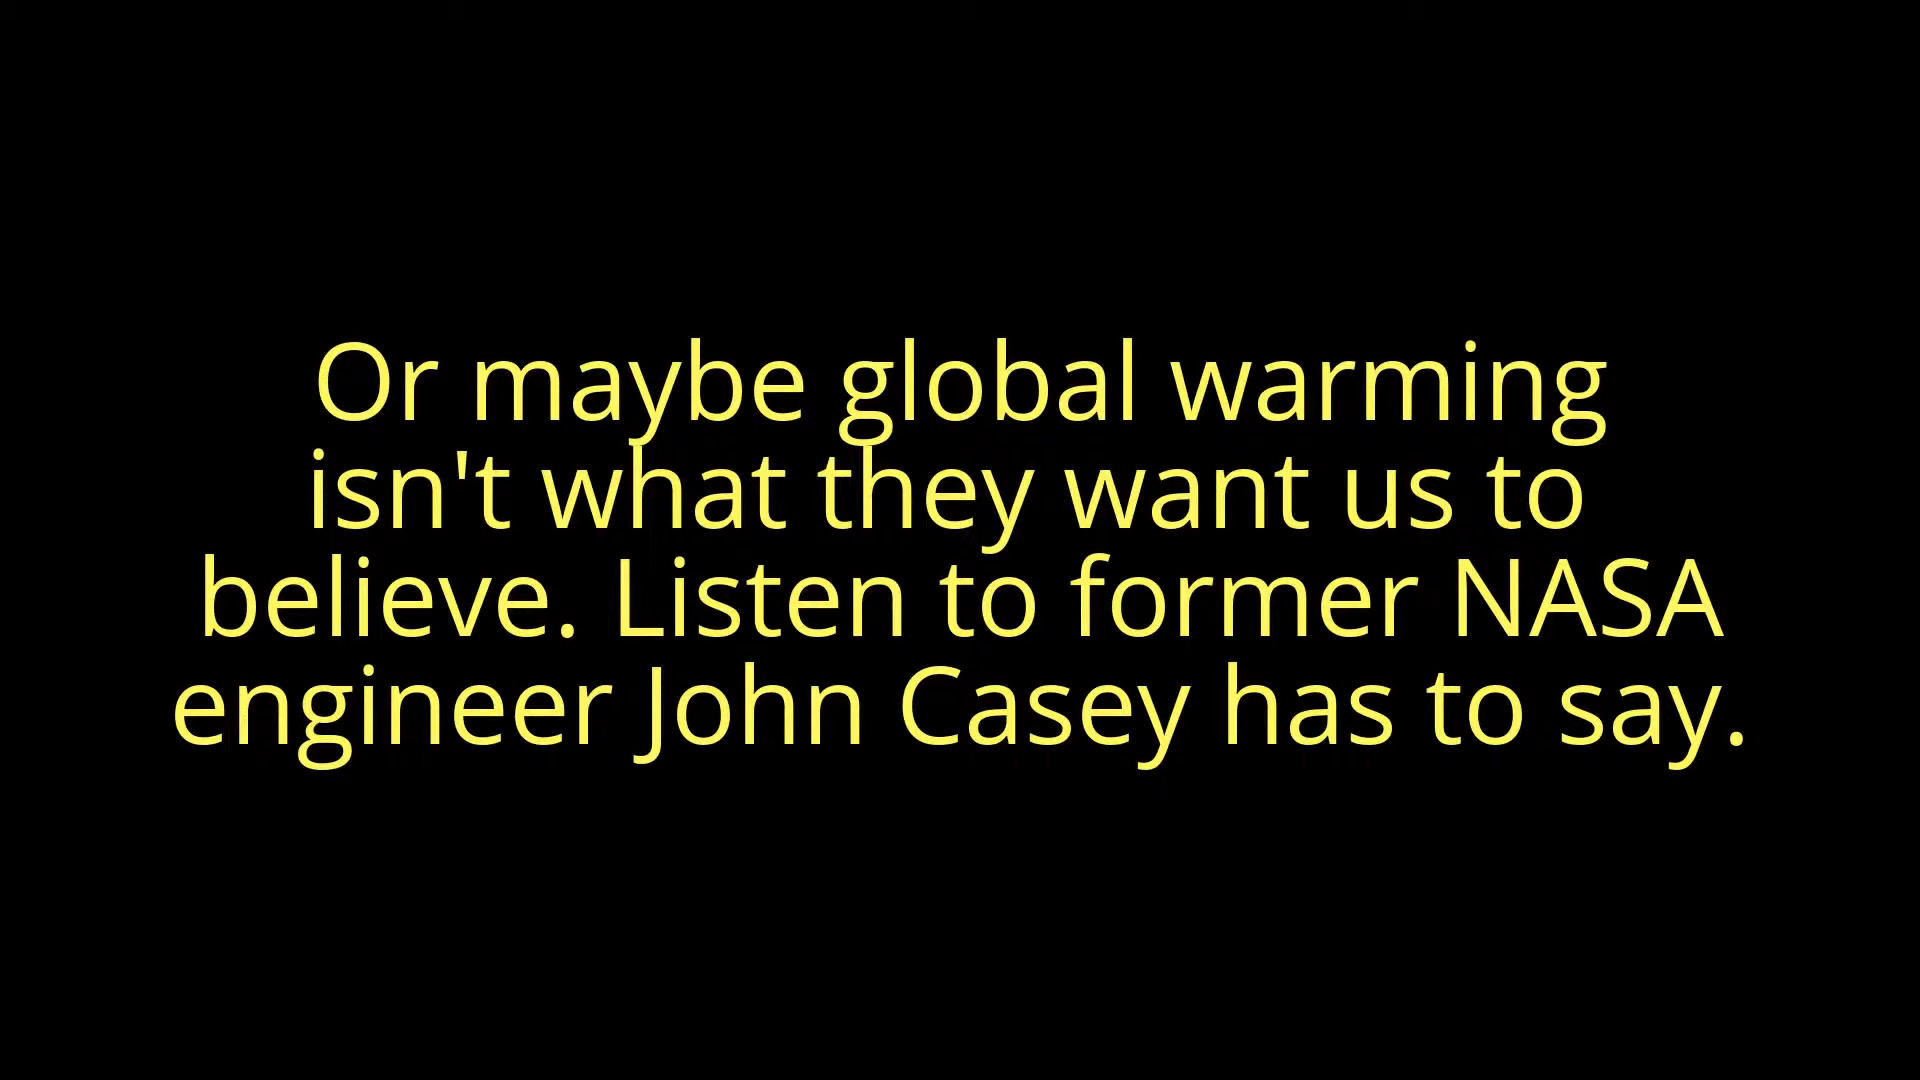 Or maybe global warming
isn't what they want us to
believe. Listen to former NASA
engineer John Casey has to say.